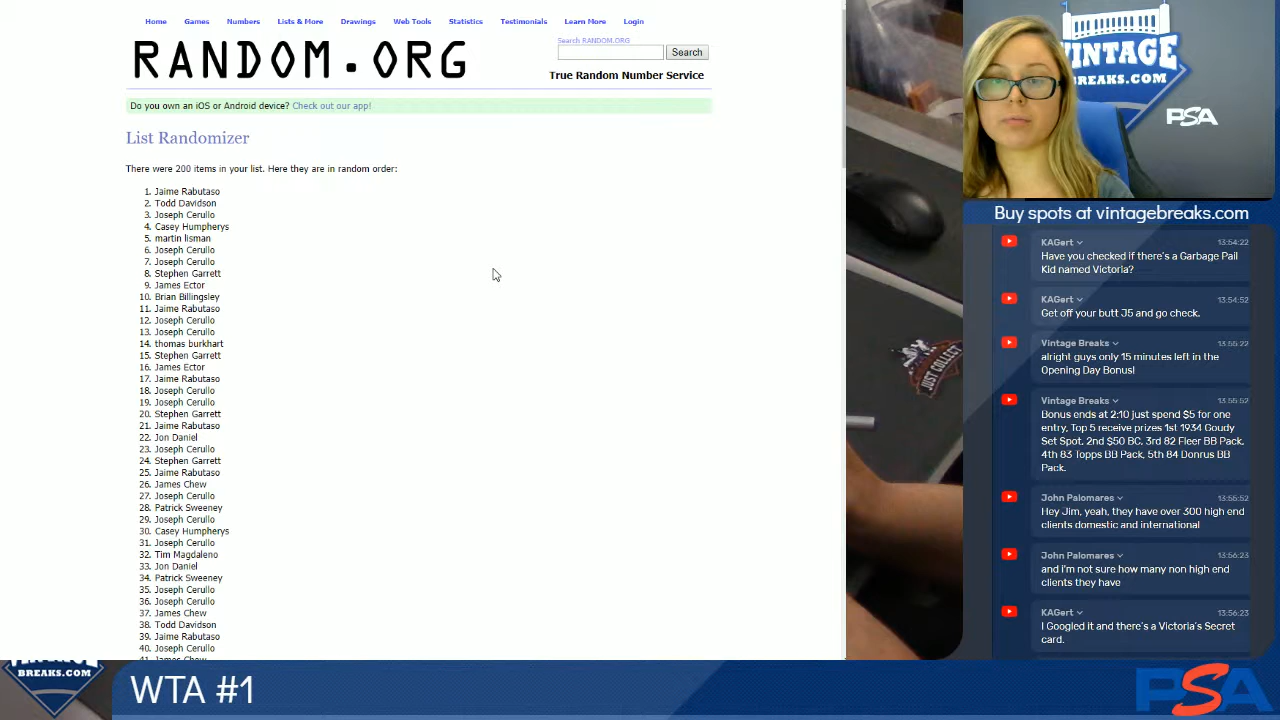 Home Games Numbers Lists & More Drawings Web Tools Statistics Testimonials Learn More Login
RANDOM.ORG
Search RANDOM.ORG
Search
True Random Number Service
Do you own an iOS or Android device? Check out our app!
List Randomizer
There were 200 items in your list. Here they are in random order:
1. Jaime Rabutaso
2. Todd Davidson
3. Joseph Cerullo
4. Casey Humpherys
5. martin lisman
6. Joseph Cerullo
7. Joseph Cerullo
8. Stephen Garrett
9. James Ector
10. Brian Billingsley
11. Jaime Rabutaso
12. Joseph Cerullo
13. Joseph Cerullo
14. thomas burkhart
15. Stephen Garrett
16. James Ector
17. Jaime Rabutaso
18. Joseph Cerullo
19. Joseph Cerullo
20. Stephen Garrett
21. Jaime Rabutaso
22. Jon Daniel
23. Joseph Cerullo
24. Stephen Garrett
25. Jaime Rabutaso
26. James Chew
27. Joseph Cerullo
28. Patrick Sweeney
29. Joseph Cerullo
30. Casey Humpherys
31. Joseph Cerullo
32. Tim Magdaleno
33. Jon Daniel
34. Patrick Sweeney
35. Joseph Cerullo
36. Joseph Cerullo
37. James Chew
38. Todd Davidson
39. Jaime Rabutaso
40. Joseph Cerullo
41. James Chew
JUST COLLECT
VINTAGE
BREAKS.COM
PSA
Buy spots at vintagebreaks.com
KAGert 13:54:22
Have you checked if there's a Garbage Pail
Kid named Victoria?
KAGert 13:54:52
Get off your butt J5 and go check.
Vintage Breaks 13:55:22
alright guys only 15 minutes left in the
Opening Day Bonus!
Vintage Breaks 13:55:52
Bonus ends at 2:10 just spend $5 for one
entry, Top 5 receive prizes 1st 1934 Goudy
Set Spot, 2nd $50 BC, 3rd 82 Fleer BB Pack,
4th 83 Topps BB Pack, 5th 84 Donrus BB
Pack.
John Palomares 13:55:52
Hey Jim, yeah, they have over 300 high end
clients domestic and international
John Palomares 13:56:23
and i'm not sure how many non high end
clients they have
KAGert 13:56:23
I Googled it and there's a Victoria's Secret
card.
VINTAGE
BREAKS.COM
WTA #1
PSA